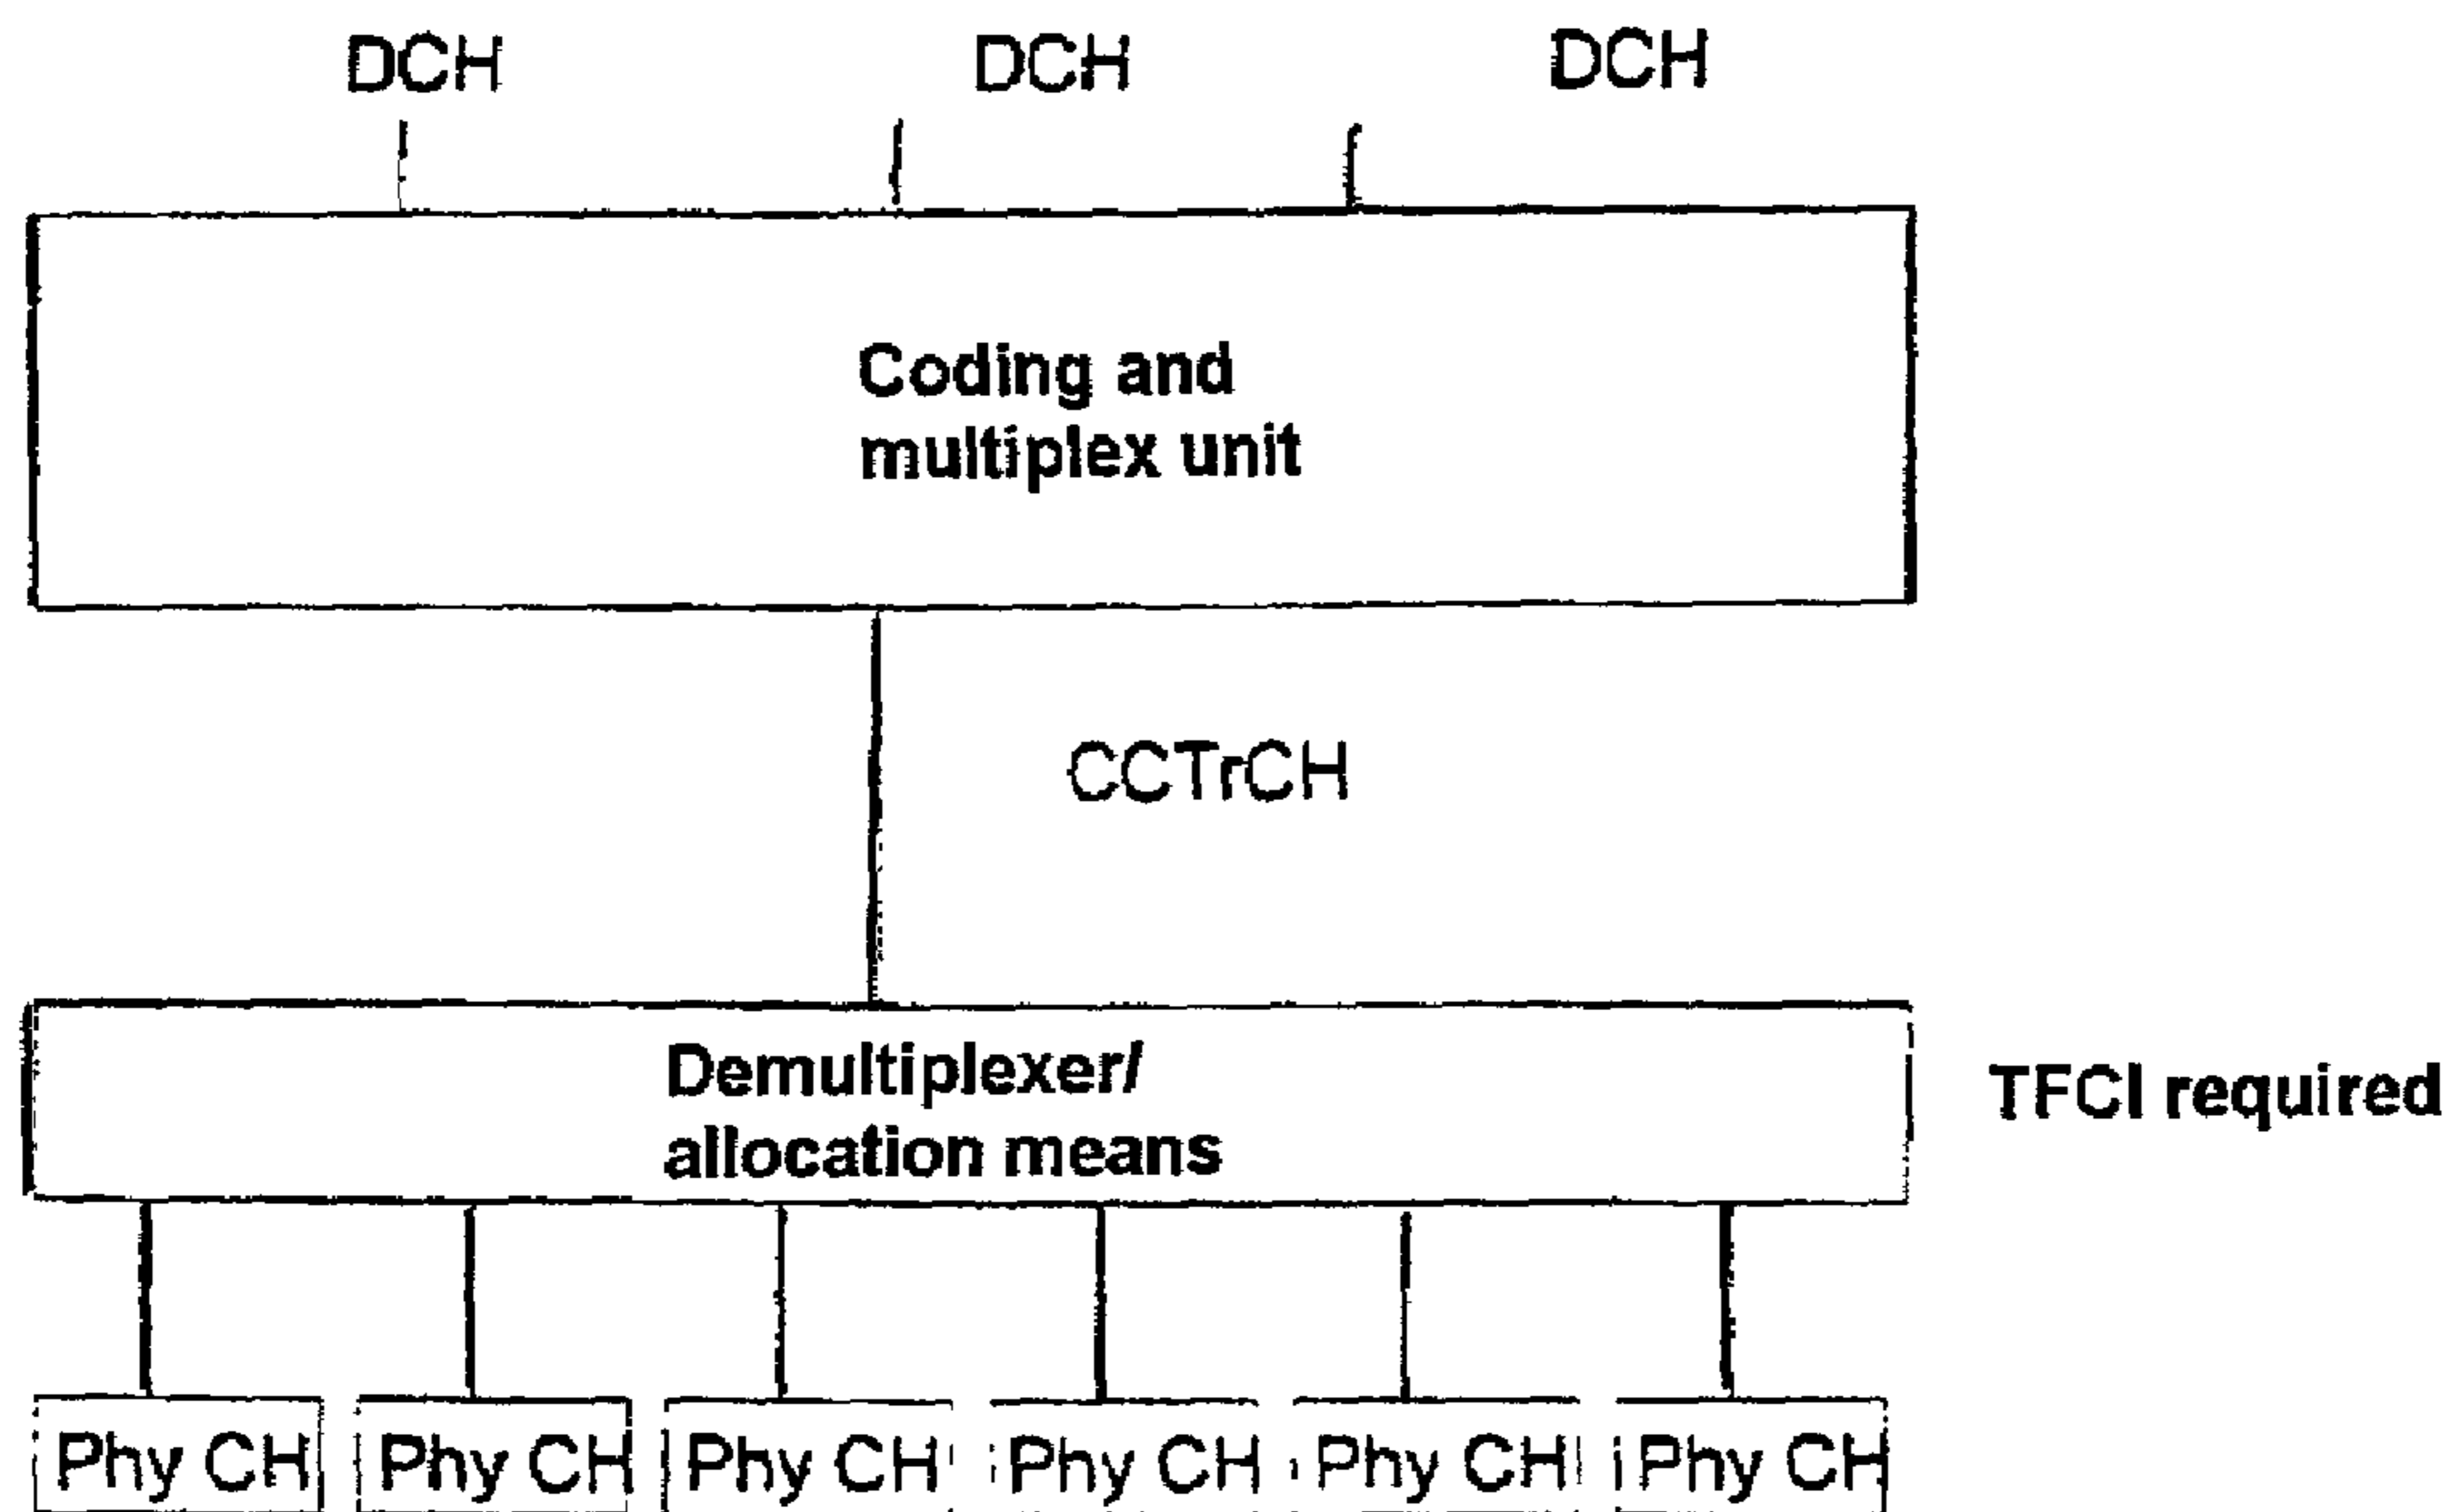 DCH DCH DCH
Coding and
multiplex unit
CCTrCH
Demultiplexer/
allocation means
TFCI required
Phy CH Phy CH Phy CH Phy CH Phy CH Phy CH